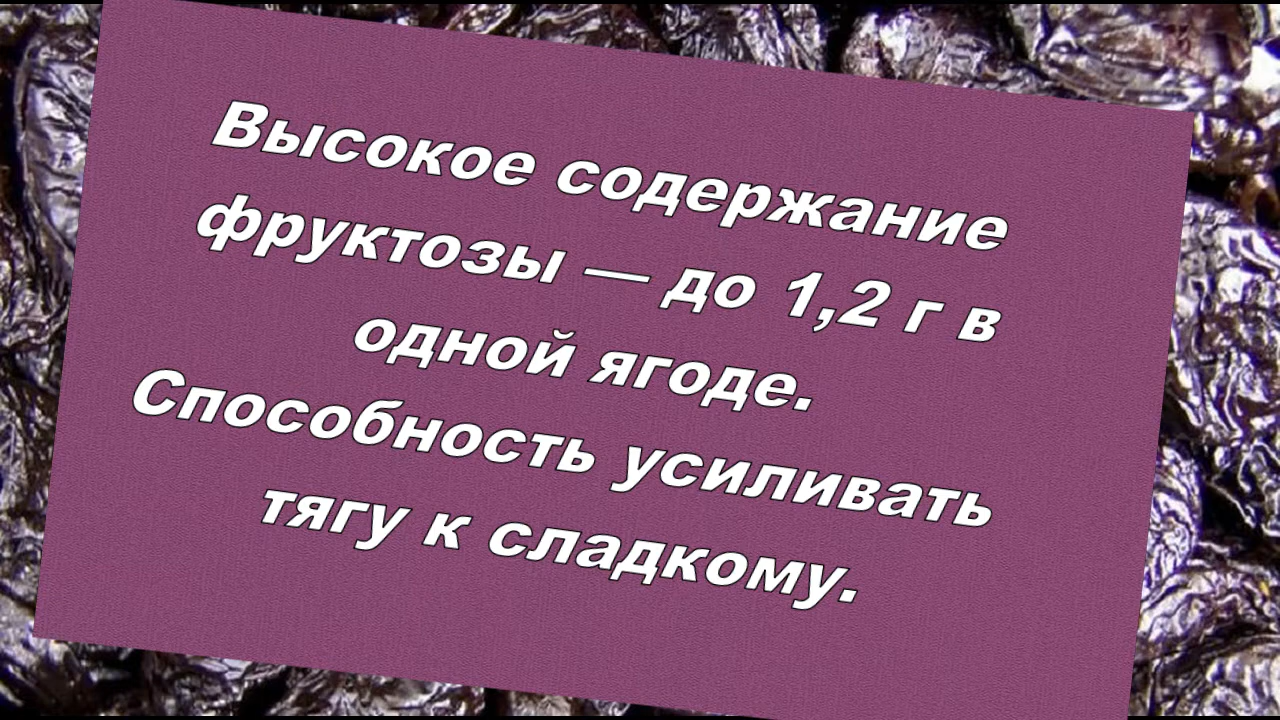 Высокое содержание
фруктозы — до 1,2 г в
одной ягоде.
Способность усиливать
тягу к сладкому.